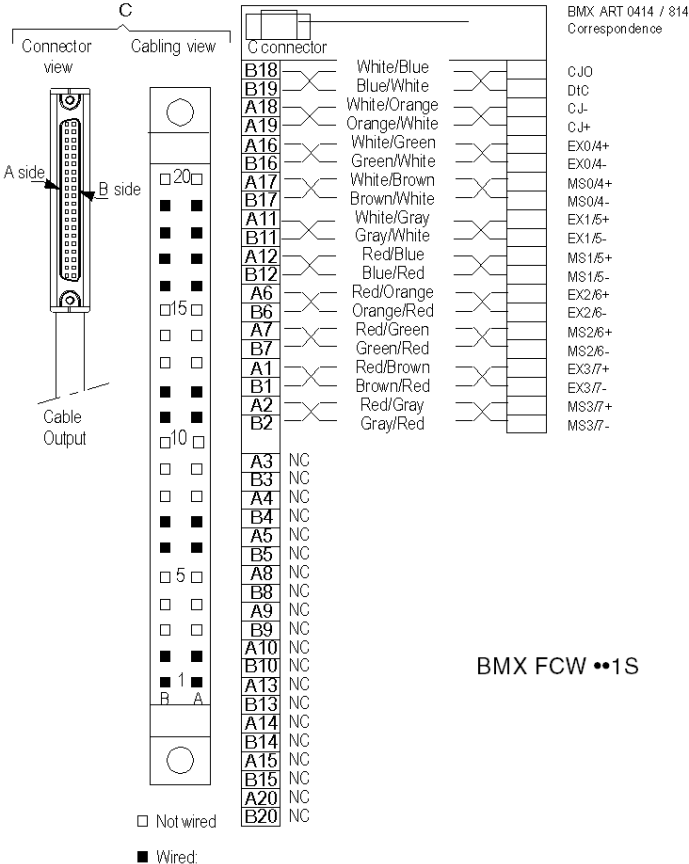 C
Connector view
Cabling view
A side
B side
Cable Output
20
15
10
5
1
B A
Not wired
Wired:
C connector
BMX ART 0414 / 814
Correspondence
B18 White/Blue CJO
B19 Blue/White DtC
A18 White/Orange CJ-
A19 Orange/White CJ+
A16 White/Green EX0/4+
B16 Green/White EX0/4-
A17 White/Brown MS0/4+
B17 Brown/White MS0/4-
A11 White/Gray EX1/5+
B11 Gray/White EX1/5-
A12 Red/Blue MS1/5+
B12 Blue/Red MS1/5-
A6 Red/Orange EX2/6+
B6 Orange/Red EX2/6-
A7 Red/Green MS2/6+
B7 Green/Red MS2/6-
A1 Red/Brown EX3/7+
B1 Brown/Red EX3/7-
A2 Red/Gray MS3/7+
B2 Gray/Red MS3/7-
A3 NC
B3 NC
A4 NC
B4 NC
A5 NC
B5 NC
A8 NC
B8 NC
A9 NC
B9 NC
A10 NC
B10 NC
A13 NC
B13 NC
A14 NC
B14 NC
A15 NC
B15 NC
A20 NC
B20 NC
BMX FCW ••1S